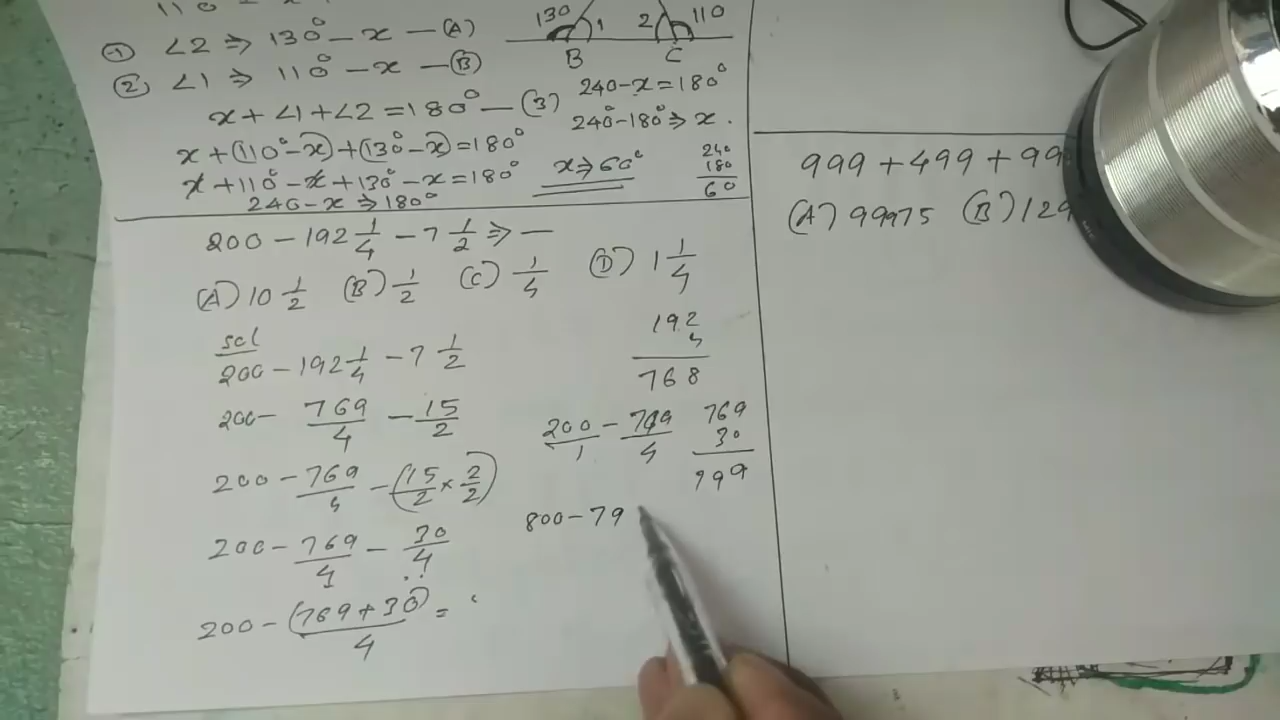 110
130 1 2 110
B C
① ∠2 ⇒ 130° - x - (A)
② ∠1 ⇒ 110° - x - (B)
x + ∠1 + ∠2 = 180° - (3)
x + (110° - x) + (130° - x) = 180°
x + 110° - x + 130° - x = 180°
240 - x ⇒ 180°
240 - x = 180°
240° - 180° ⇒ x.
x ⇒ 60°
240
180
60
200 - 192 1/4 - 7 1/2 ⇒ —
(A) 10 1/2 (B) 1/2 (C) 1/4 (D) 1 1/4
sol
200 - 192 1/4 - 7 1/2
200 - 769/4 - 15/2
200 - 769/4 - (15/2 × 2/2)
200 - 769/4 - 30/4
200 - (769 + 30)/4 =
192
4
768
200/1 - 799/4
769
30
799
800 - 79
999 + 499 + 99
(A) 99975 (B) 129